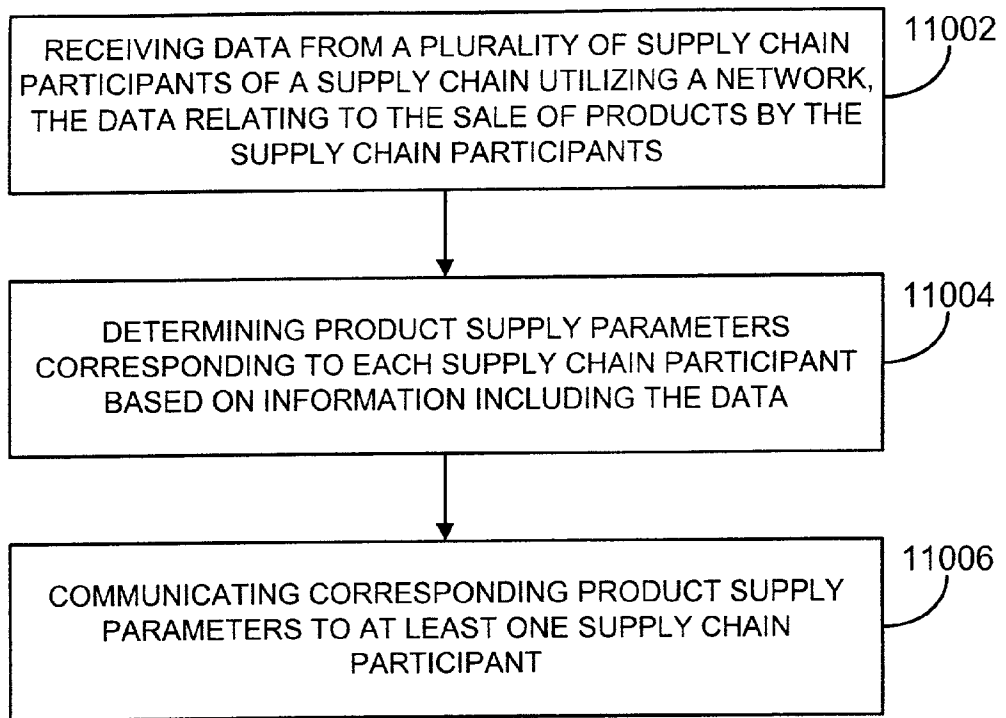 RECEIVING DATA FROM A PLURALITY OF SUPPLY CHAIN
PARTICIPANTS OF A SUPPLY CHAIN UTILIZING A NETWORK,
THE DATA RELATING TO THE SALE OF PRODUCTS BY THE
SUPPLY CHAIN PARTICIPANTS
11002
DETERMINING PRODUCT SUPPLY PARAMETERS
CORRESPONDING TO EACH SUPPLY CHAIN PARTICIPANT
BASED ON INFORMATION INCLUDING THE DATA
11004
COMMUNICATING CORRESPONDING PRODUCT SUPPLY
PARAMETERS TO AT LEAST ONE SUPPLY CHAIN
PARTICIPANT
11006